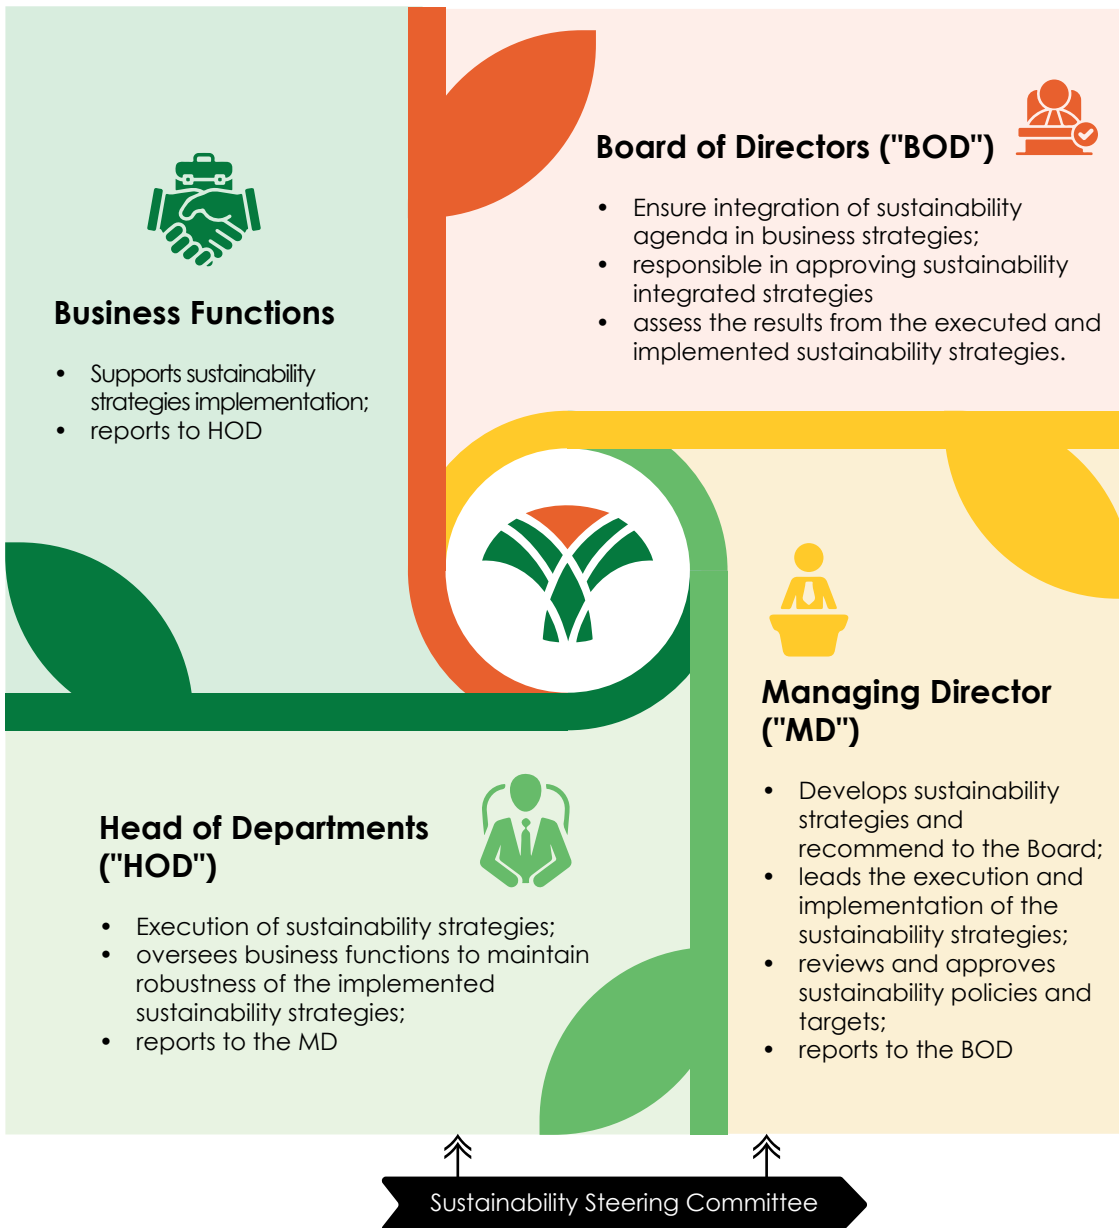 Board of Directors ("BOD")
• Ensure integration of sustainability
agenda in business strategies;
• responsible in approving sustainability
integrated strategies
• assess the results from the executed and
implemented sustainability strategies.
Business Functions
• Supports sustainability
strategies implementation;
• reports to HOD
Managing Director
("MD")
• Develops sustainability
strategies and
recommend to the Board;
• leads the execution and
implementation of the
sustainability strategies;
• reviews and approves
sustainability policies and
targets;
• reports to the BOD
Head of Departments
("HOD")
• Execution of sustainability strategies;
• oversees business functions to maintain
robustness of the implemented
sustainability strategies;
• reports to the MD
Sustainability Steering Committee